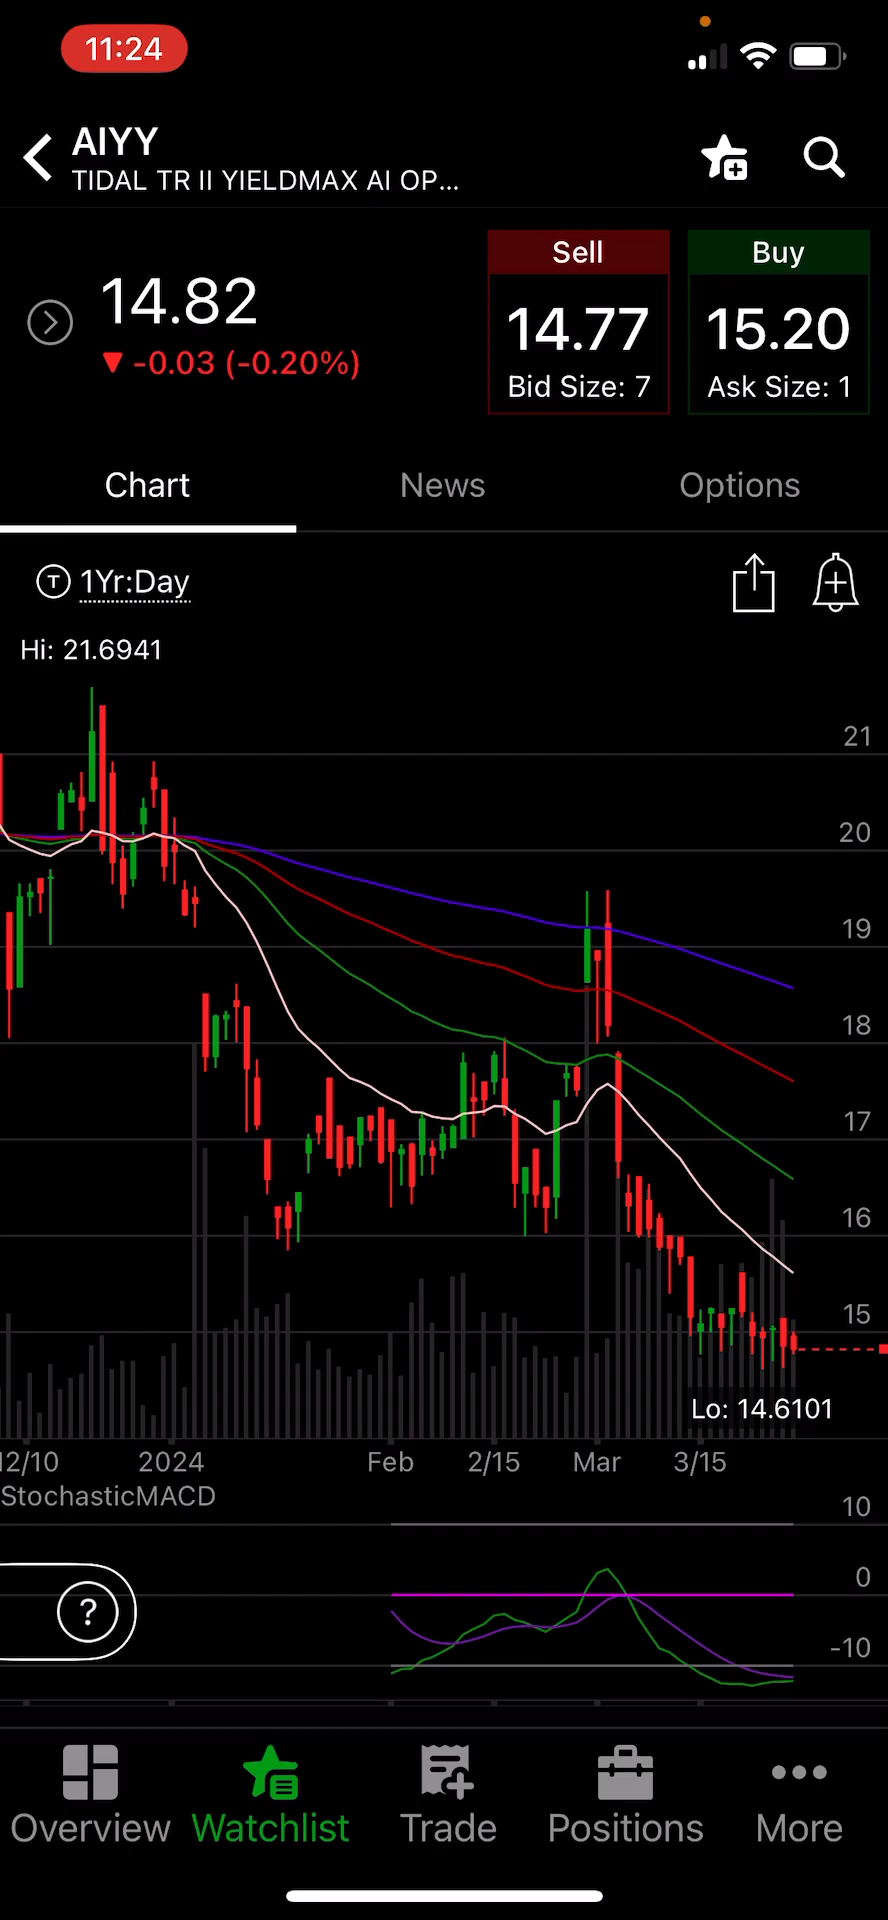 11:24
AIYY
TIDAL TR II YIELDMAX AI OP...
14.82
-0.03 (-0.20%)
Sell
14.77
Bid Size: 7
Buy
15.20
Ask Size: 1
Chart
News
Options
T 1Yr:Day
Hi: 21.6941
21
20
19
18
17
16
15
Lo: 14.6101
12/10
2024
Feb
2/15
Mar
3/15
StochasticMACD
10
0
-10
?
Overview
Watchlist
Trade
Positions
More